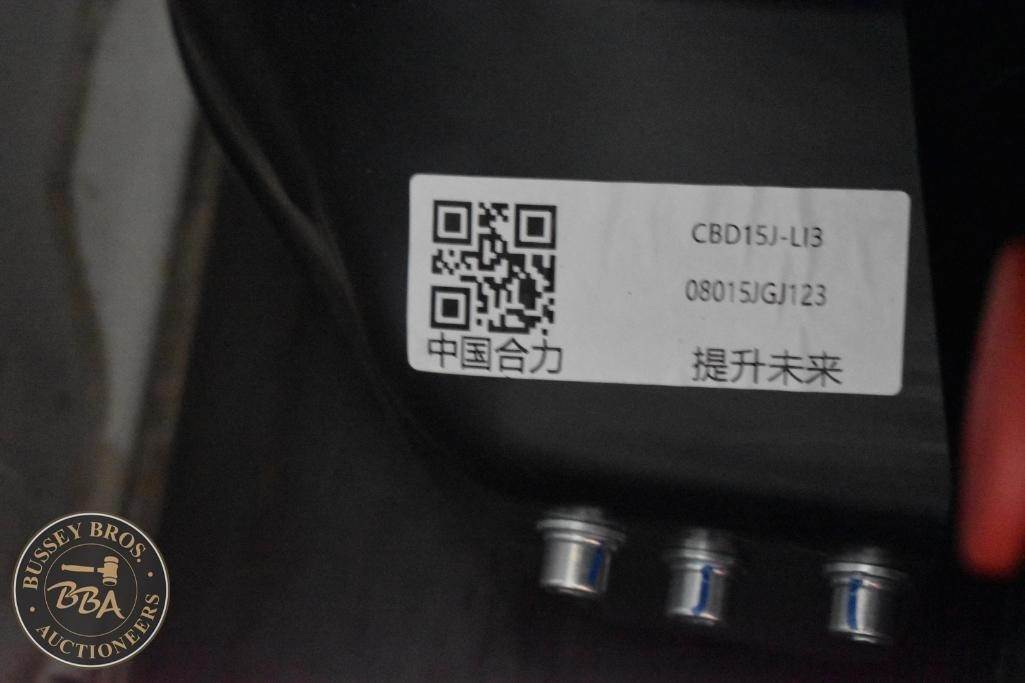 CBD15J-LI3
08015JGJ123
中国合力
提升未来
BUSSEY BROS.
BBA
AUCTIONEERS